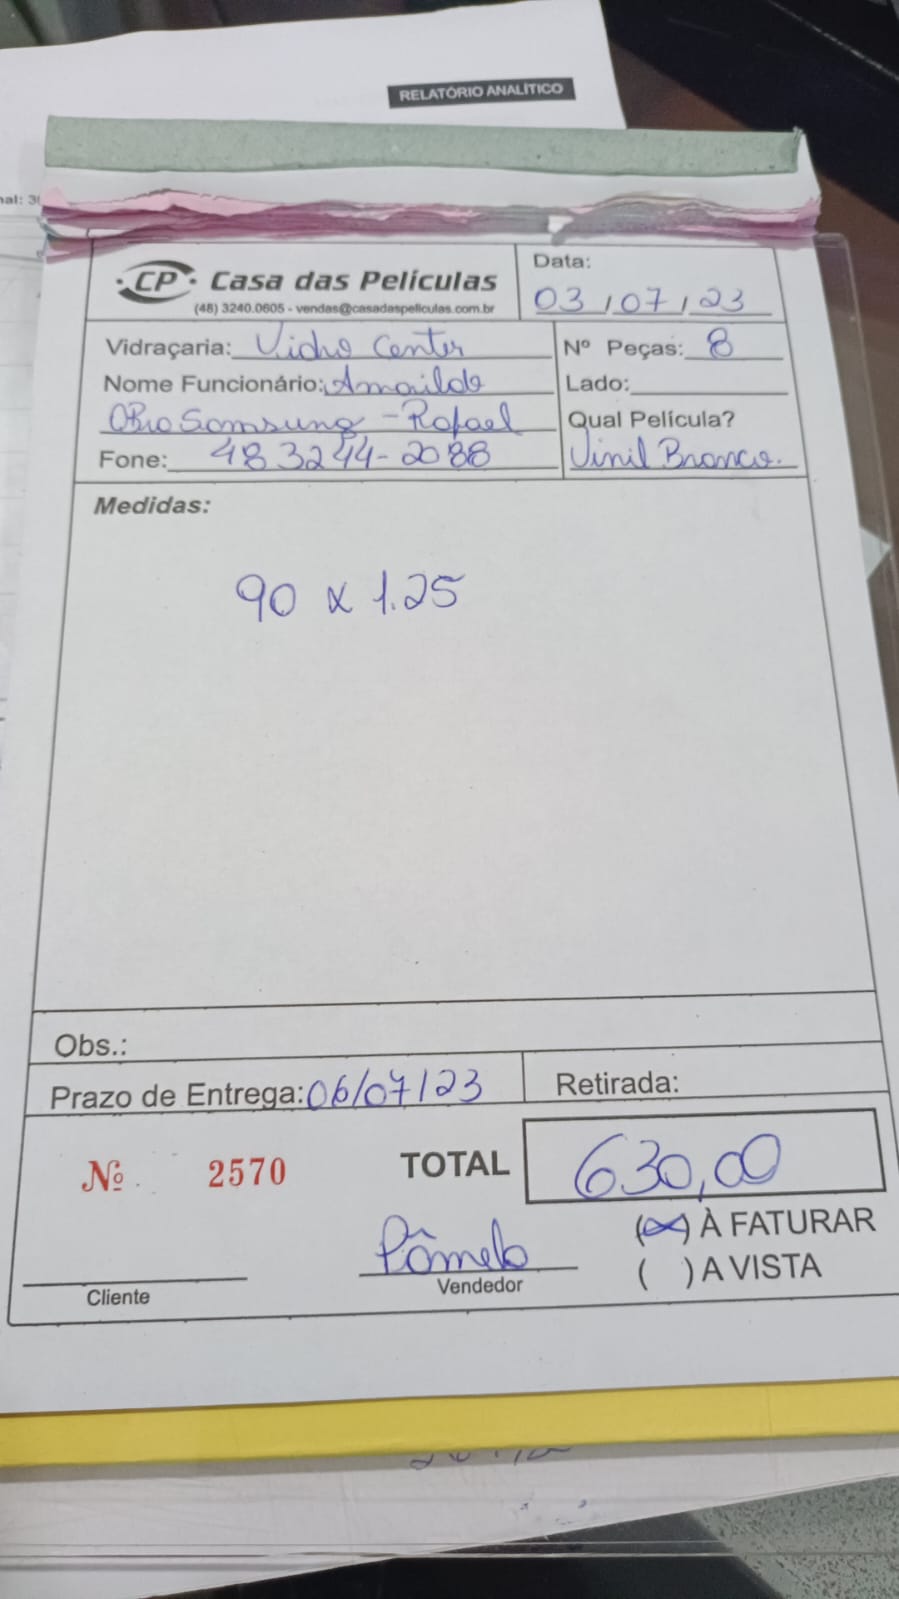 RELATÓRIO ANALÍTICO
nal: 3
CP Casa das Películas
(48) 3240.0605 - vendas@casadaspeliculas.com.br
Data:
03/07/23
Vidraçaria: Vidro Center
Nº Peças: 8
Nome Funcionário: Amarildo
Lado:
Obra Samsung - Rafael
Qual Película?
Fone: 48 3244-2088
Vinil Branco.
Medidas:
90 x 1.25
Obs.:
Prazo de Entrega: 06/07/23
Retirada:
Nº 2570
TOTAL 630,00
(x) À FATURAR
Pâmela
( ) A VISTA
Cliente
Vendedor